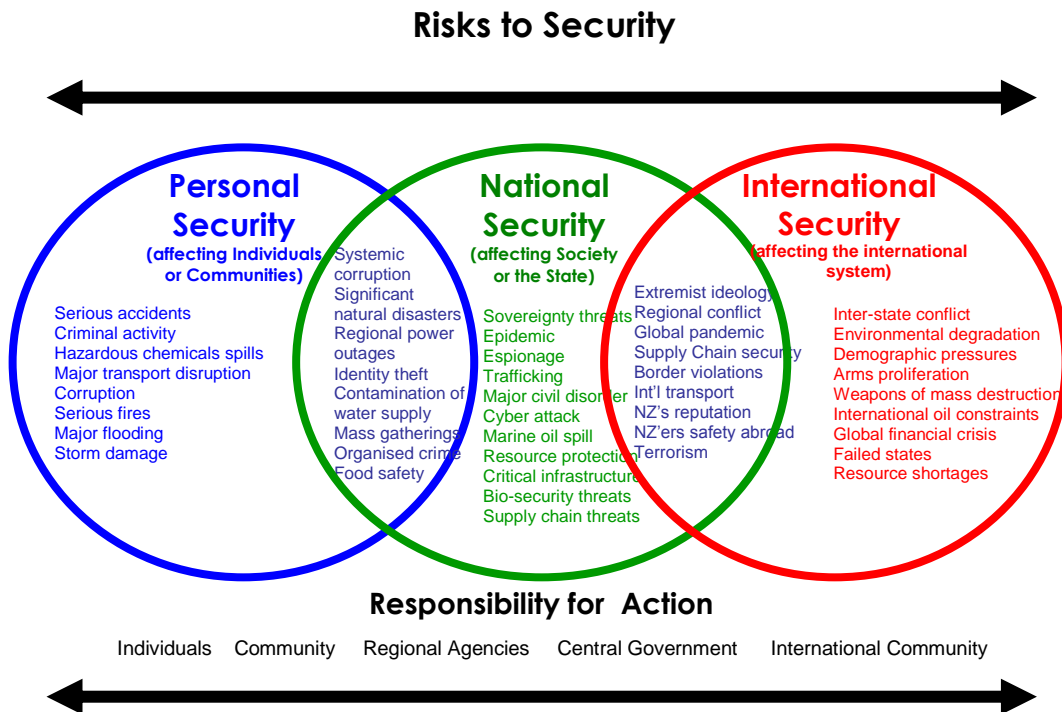 Risks to Security
Personal
Security
(affecting Individuals
or Communities)
Serious accidents
Criminal activity
Hazardous chemicals spills
Major transport disruption
Corruption
Serious fires
Major flooding
Storm damage
Systemic
corruption
Significant
natural disasters
Regional power
outages
Identity theft
Contamination of
water supply
Mass gatherings
Organised crime
Food safety
National
Security
(affecting Society
or the State)
Sovereignty threats
Epidemic
Espionage
Trafficking
Major civil disorder
Cyber attack
Marine oil spill
Resource protection
Critical infrastructure
Bio-security threats
Supply chain threats
Extremist ideology
Regional conflict
Global pandemic
Supply Chain security
Border violations
Int'l transport
NZ's reputation
NZ'ers safety abroad
Terrorism
International
Security
(affecting the international
system)
Inter-state conflict
Environmental degradation
Demographic pressures
Arms proliferation
Weapons of mass destruction
International oil constraints
Global financial crisis
Failed states
Resource shortages
Responsibility for Action
Individuals Community Regional Agencies Central Government International Community